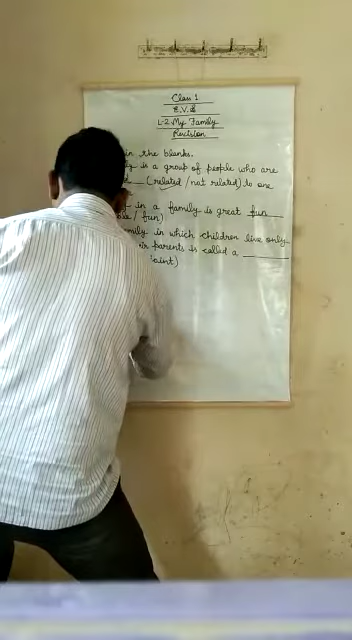 Class 1
E.V.S
L-2. My Family
Revision
in the blanks.
is a group of people who are
(related / not related) to one
in a family is great fun
/ fun)
in which children live only
parents is called a